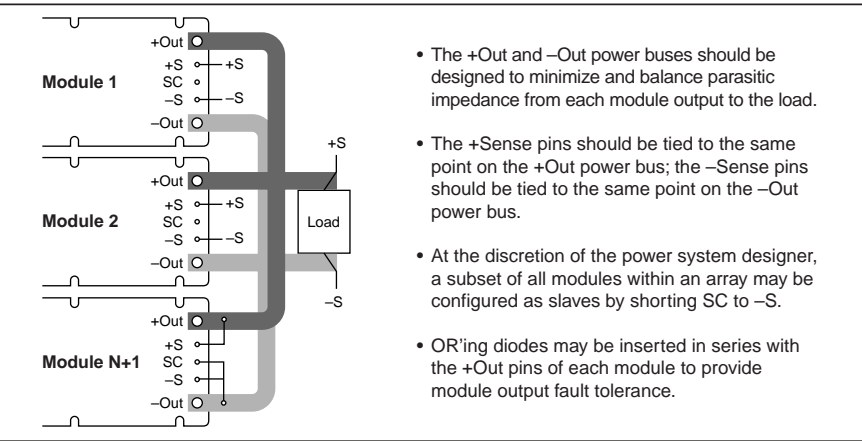 +Out
+S
+S
Module 1
SC
–S
–S
–Out
+S
+Out
+S
+S
Module 2
SC
Load
–S
–S
–Out
–S
+Out
+S
Module N+1
SC
–S
–Out
• The +Out and –Out power buses should be
designed to minimize and balance parasitic
impedance from each module output to the load.
• The +Sense pins should be tied to the same
point on the +Out power bus; the –Sense pins
should be tied to the same point on the –Out
power bus.
• At the discretion of the power system designer,
a subset of all modules within an array may be
configured as slaves by shorting SC to –S.
• OR'ing diodes may be inserted in series with
the +Out pins of each module to provide
module output fault tolerance.